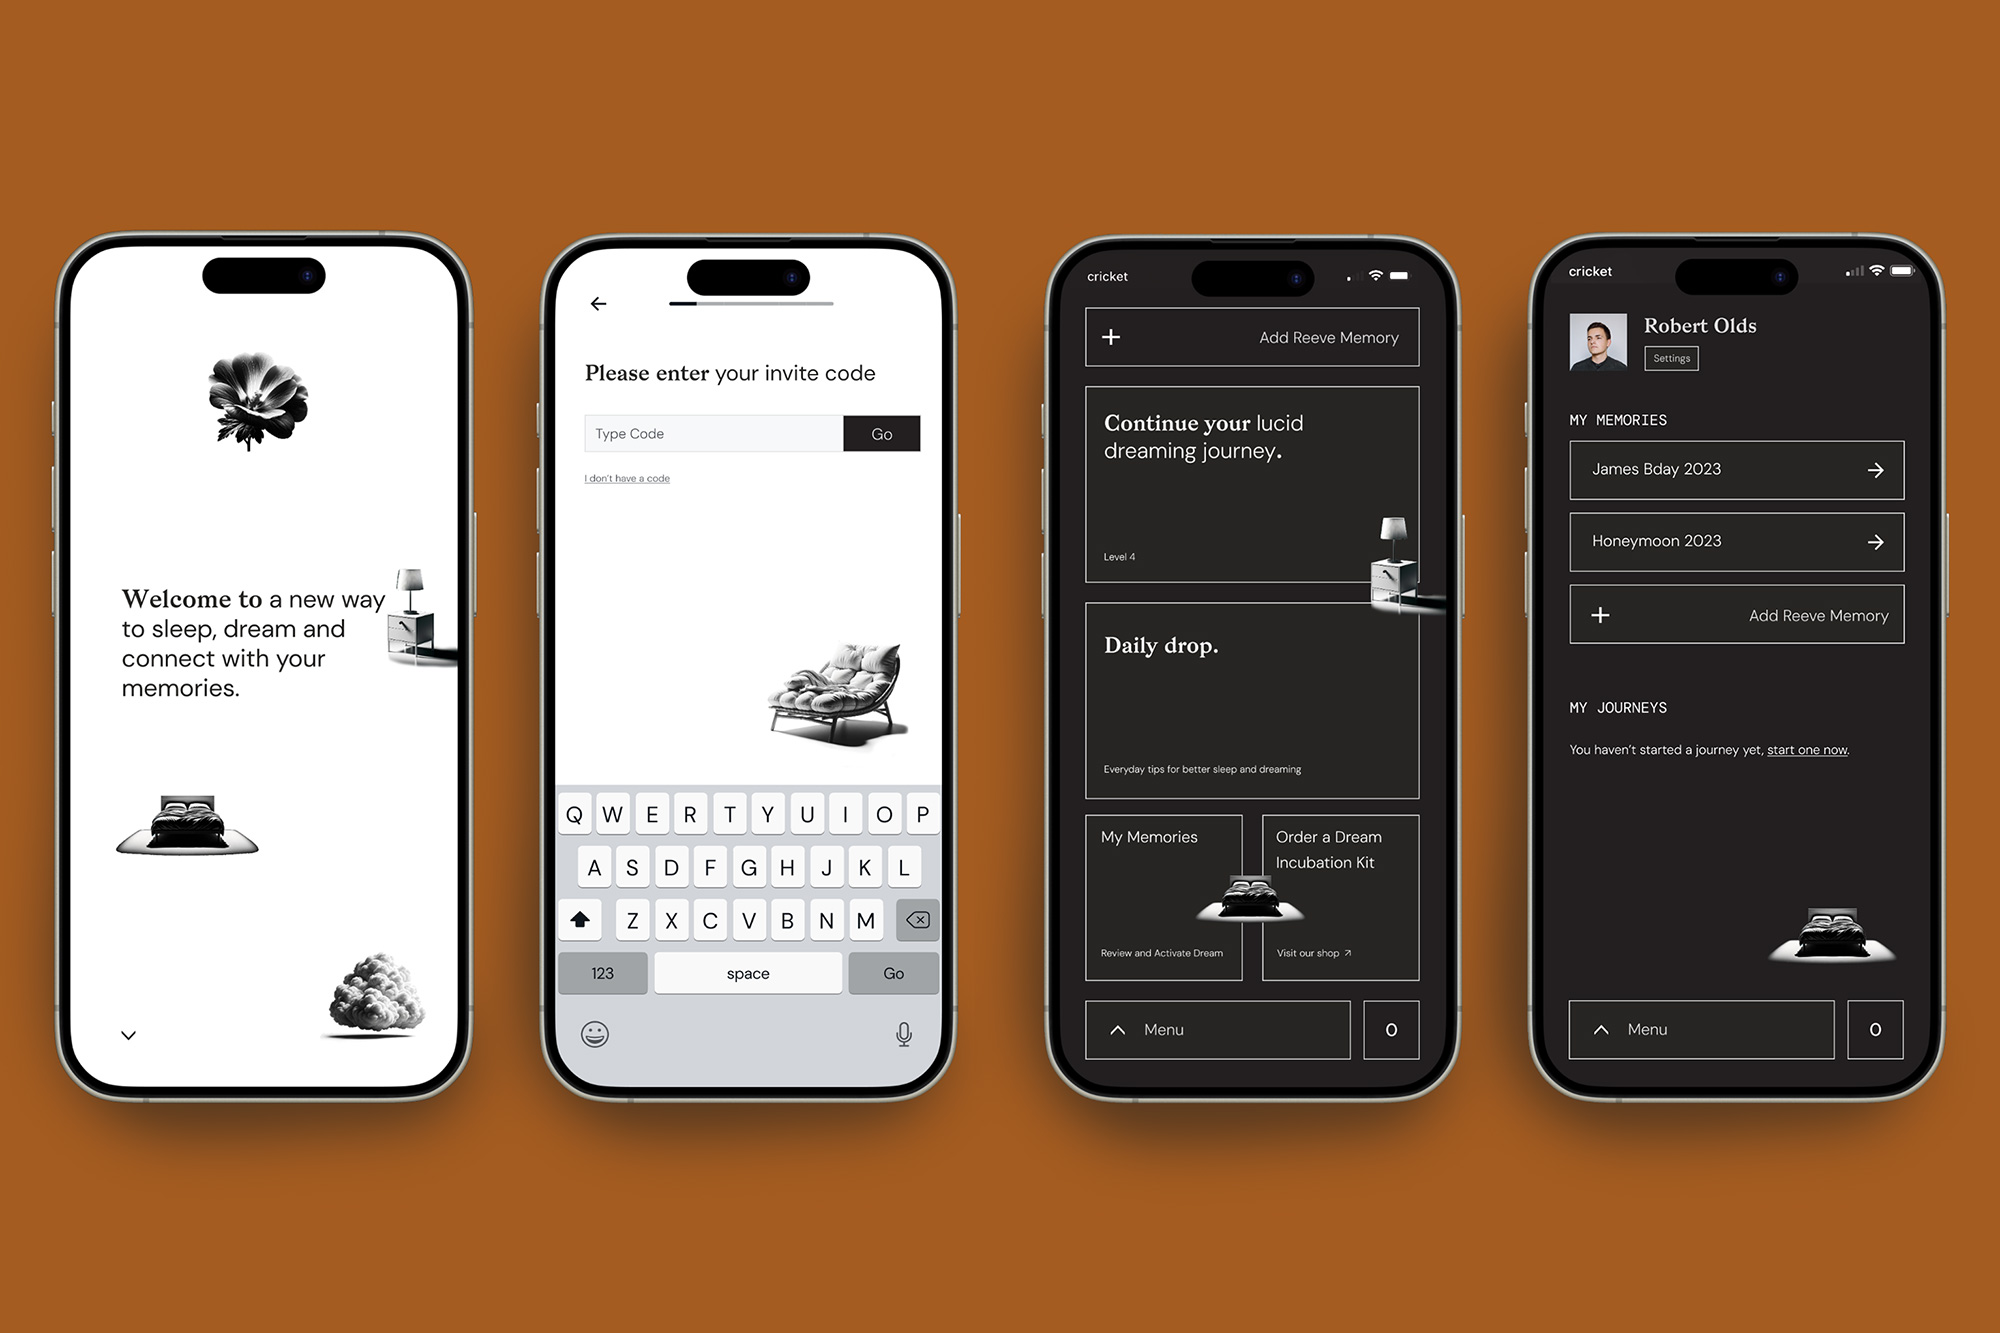 Welcome to a new way
to sleep, dream and
connect with your
memories.
Please enter your invite code
Type Code
Go
I don't have a code
Q W E R T Y U I O P
A S D F G H J K L
Z X C V B N M
123
space
Go
cricket
Add Reeve Memory
Continue your lucid
dreaming journey.
Level 4
Daily drop.
Everyday tips for better sleep and dreaming
My Memories
Review and Activate Dream
Order a Dream
Incubation Kit
Visit our shop ↗
Menu
0
cricket
Robert Olds
Settings
MY MEMORIES
James Bday 2023
Honeymoon 2023
Add Reeve Memory
MY JOURNEYS
You haven't started a journey yet, start one now.
Menu
0